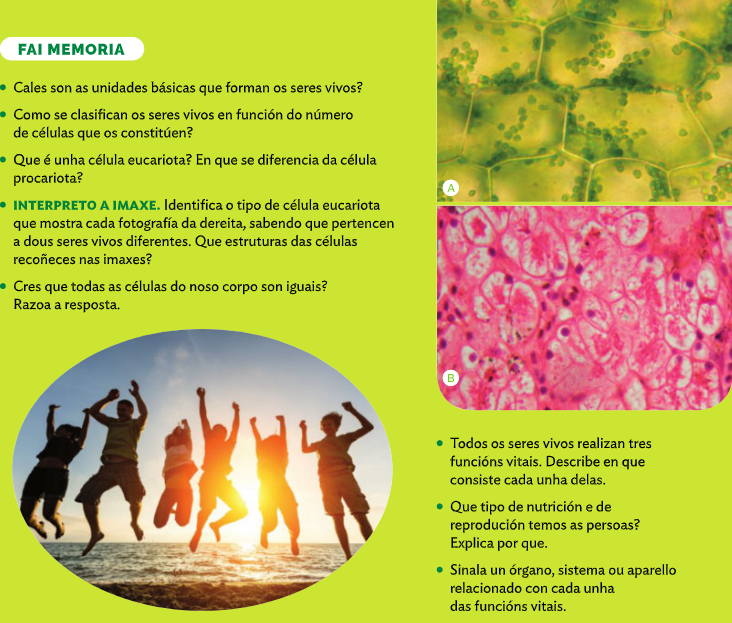 FAI MEMORIA
• Cales son as unidades básicas que forman os seres vivos?
• Como se clasifican os seres vivos en función do número
de células que os constitúen?
• Que é unha célula eucariota? En que se diferencia da célula
procariota?
• INTERPRETO A IMAXE. Identifica o tipo de célula eucariota
que mostra cada fotografía da dereita, sabendo que pertencen
a dous seres vivos diferentes. Que estruturas das células
recoñeces nas imaxes?
• Cres que todas as células do noso corpo son iguais?
Razoa a resposta.
A
B
• Todos os seres vivos realizan tres
funcións vitais. Describe en que
consiste cada unha delas.
• Que tipo de nutrición e de
reprodución temos as persoas?
Explica por que.
• Sinala un órgano, sistema ou aparello
relacionado con cada unha
das funcións vitais.